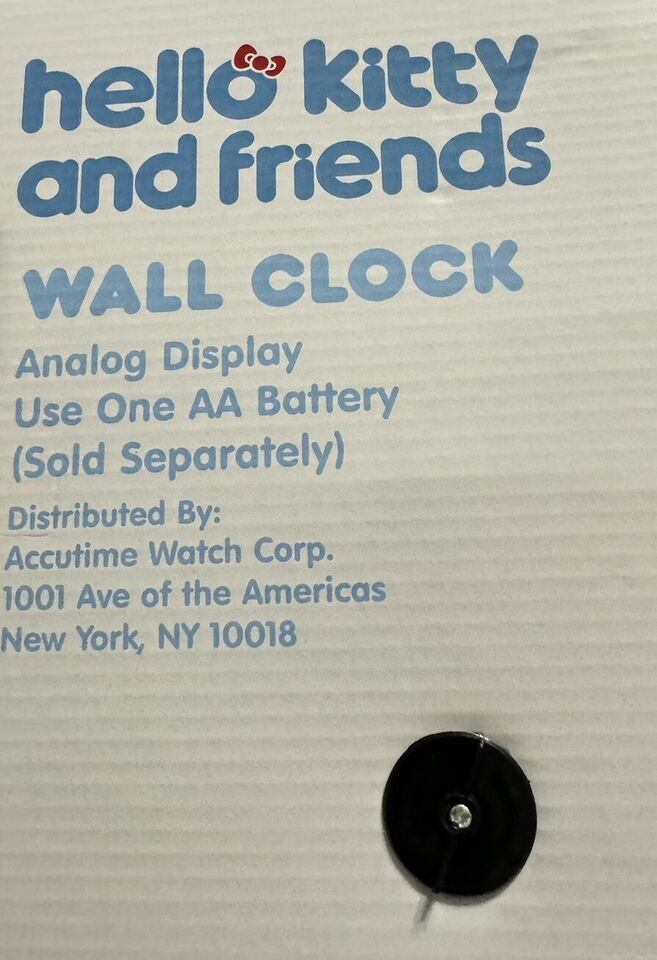 hello kitty
and friends
WALL CLOCK
Analog Display
Use One AA Battery
(Sold Separately)
Distributed By:
Accutime Watch Corp.
1001 Ave of the Americas
New York, NY 10018